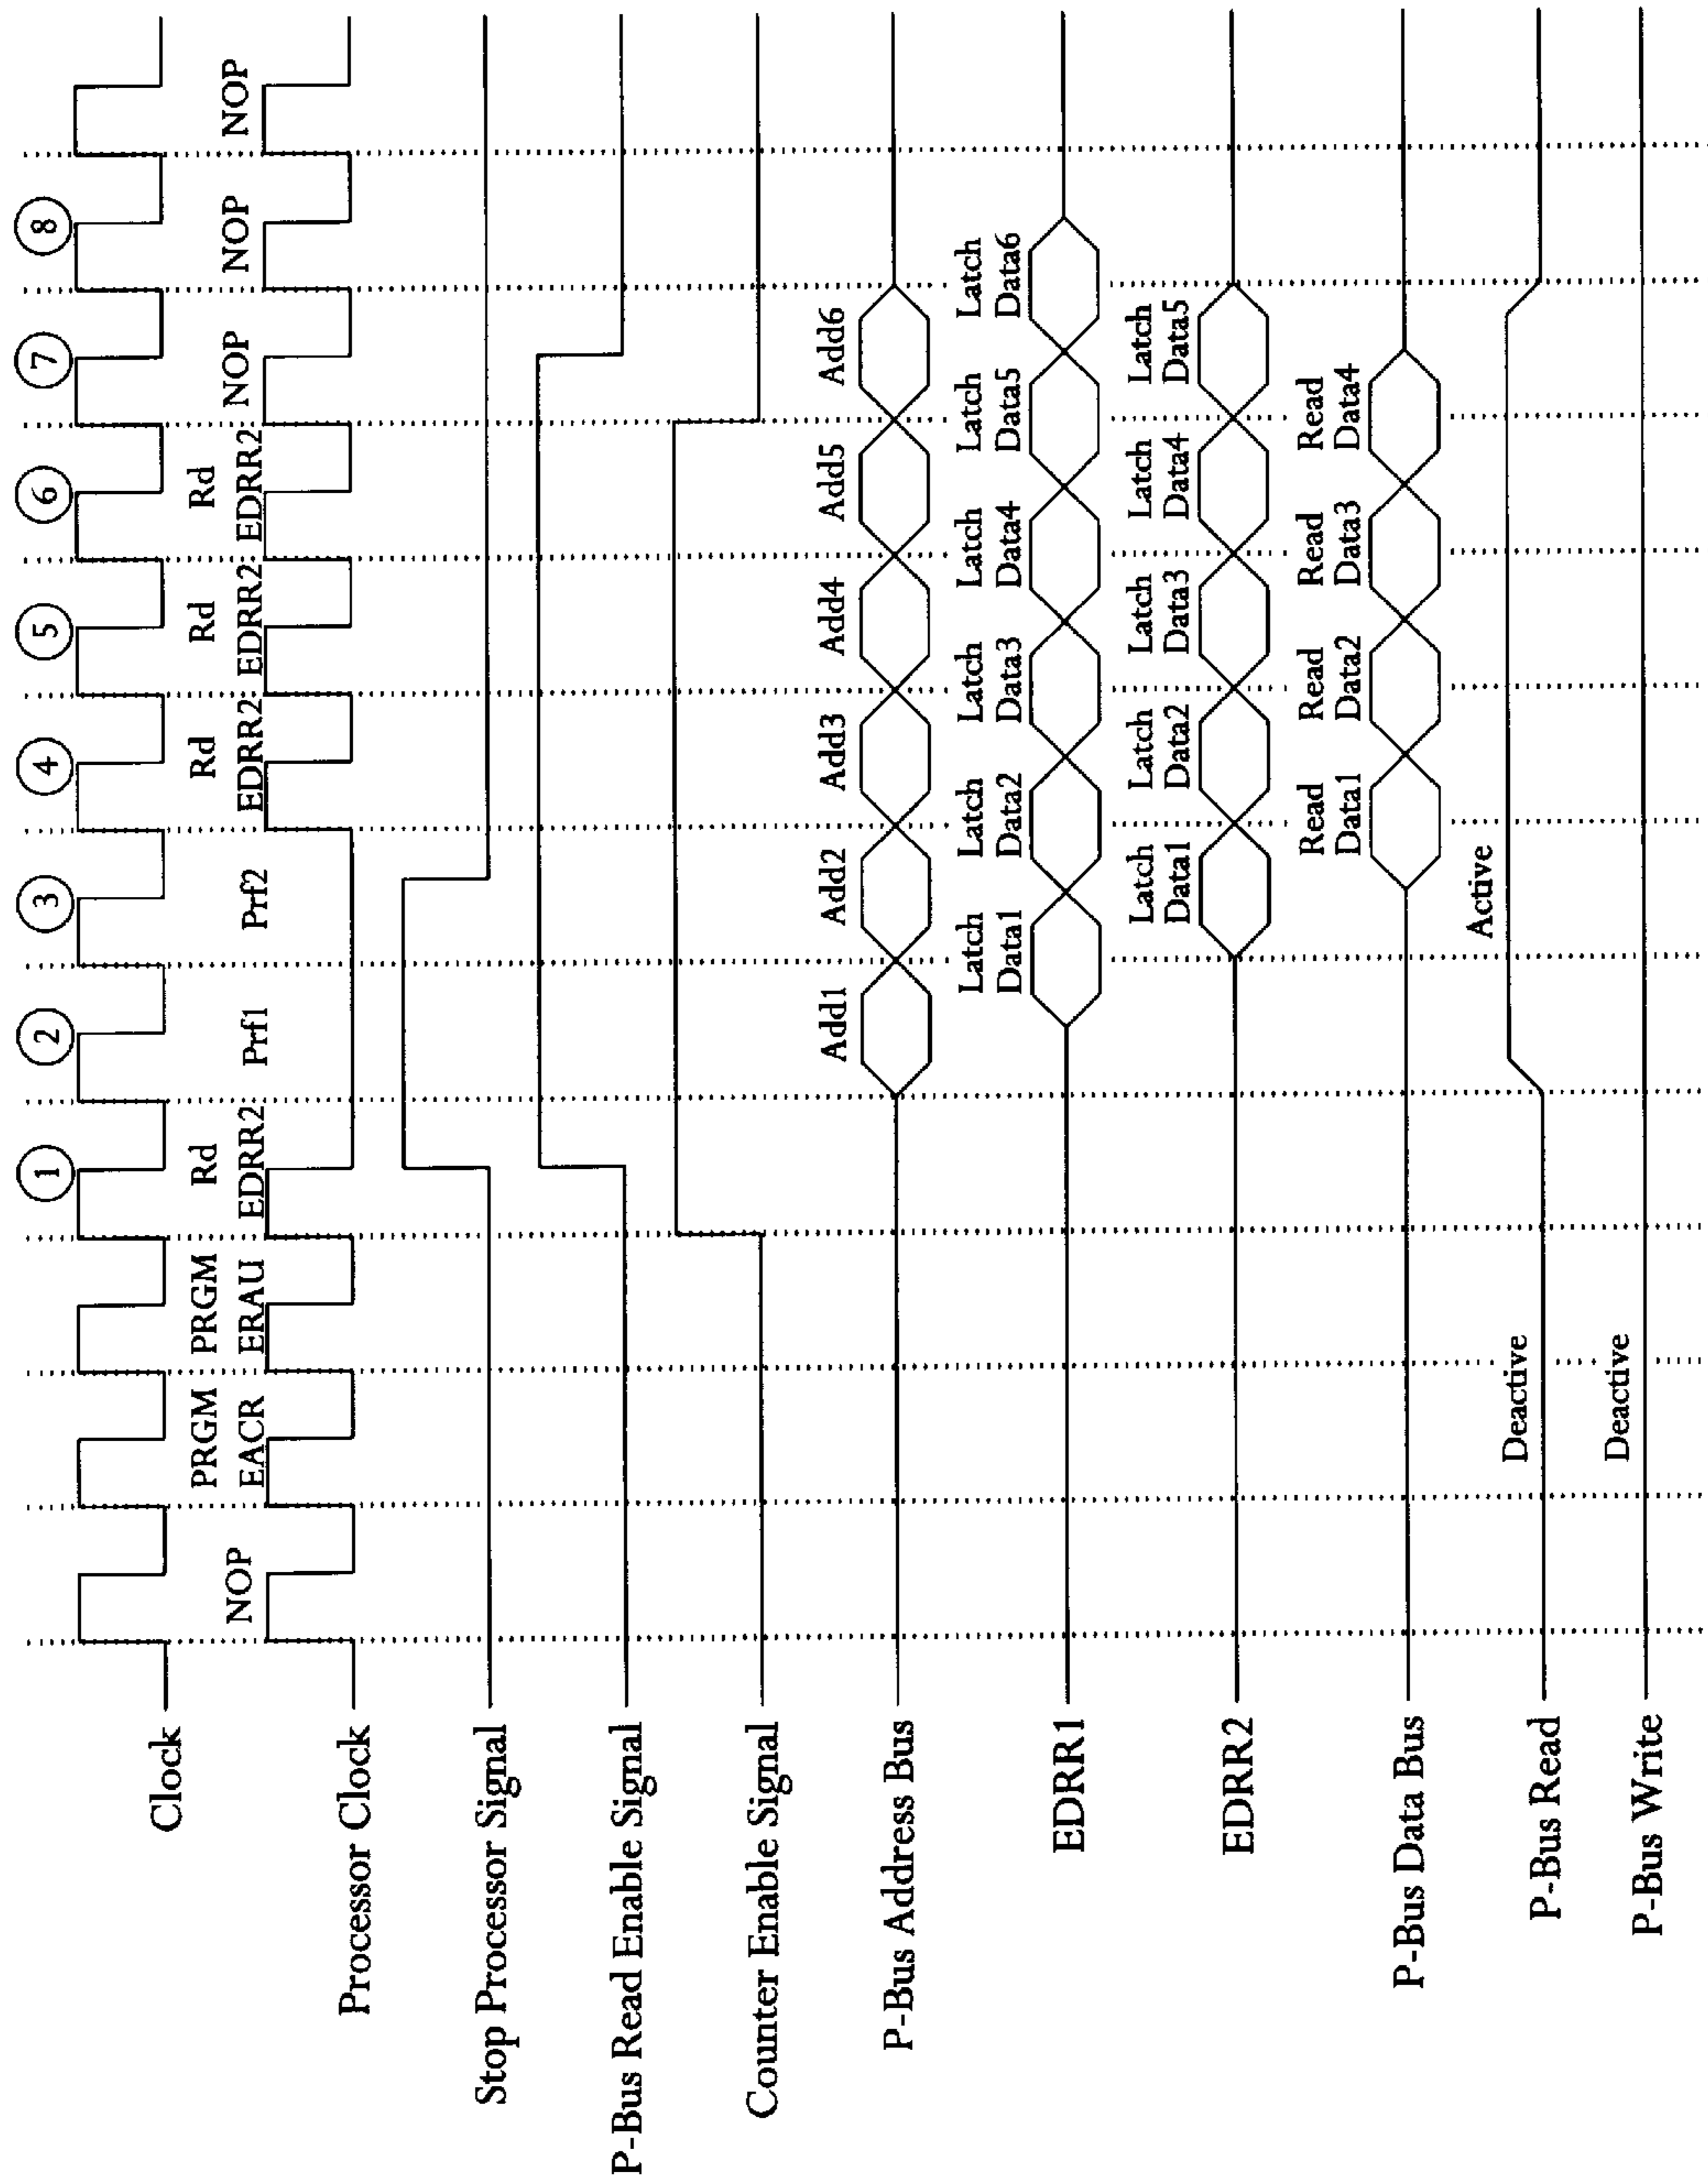 1 2 3 4 5 6 7 8
Clock
PRGM PRGM Rd Rd Rd Rd
NOP EACR ERAU EDRR2 Prf1 Prf2 EDRR2 EDRR2 EDRR2 NOP NOP NOP
Processor Clock
Stop Processor Signal
P-Bus Read Enable Signal
Counter Enable Signal
Add1 Add2 Add3 Add4 Add5 Add6
P-Bus Address Bus
Latch Latch Latch Latch Latch Latch
Data1 Data2 Data3 Data4 Data5 Data6
EDRR1
Latch Latch Latch Latch Latch
Data1 Data2 Data3 Data4 Data5
EDRR2
Read Read Read Read
Data1 Data2 Data3 Data4
P-Bus Data Bus
Active
Deactive
P-Bus Read
Deactive
P-Bus Write